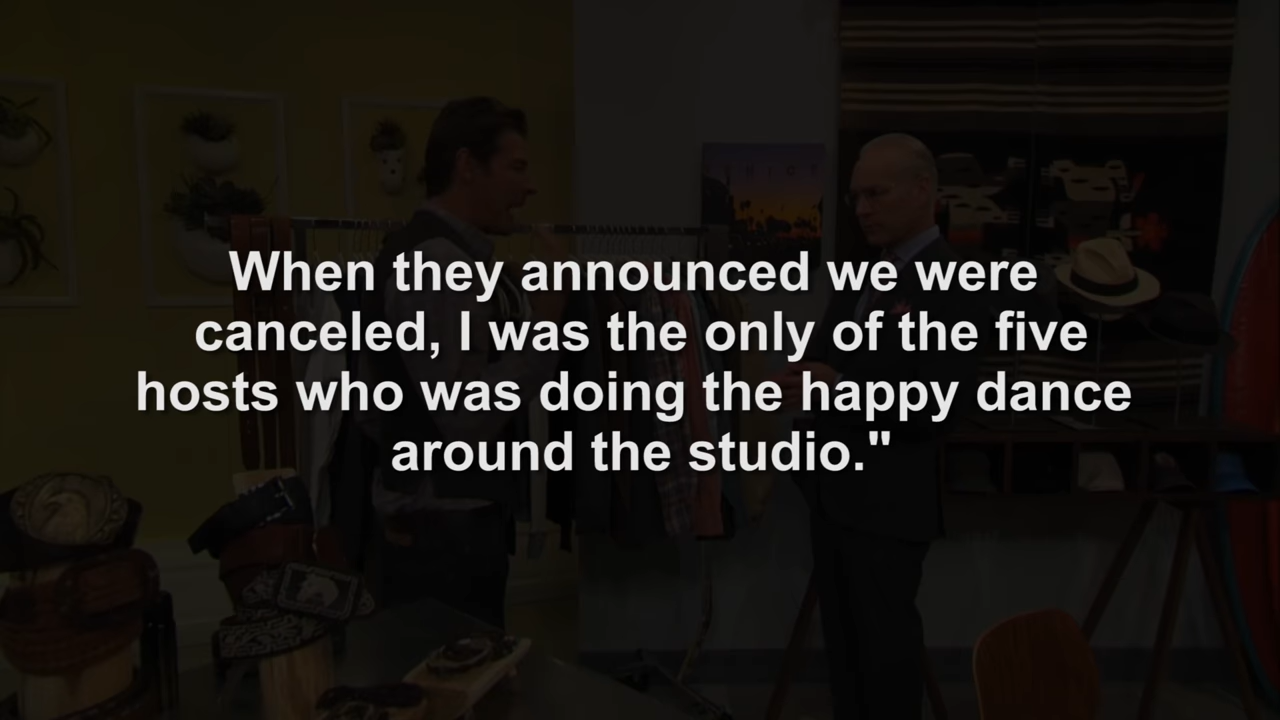 When they announced we were
canceled, I was the only of the five
hosts who was doing the happy dance
around the studio."